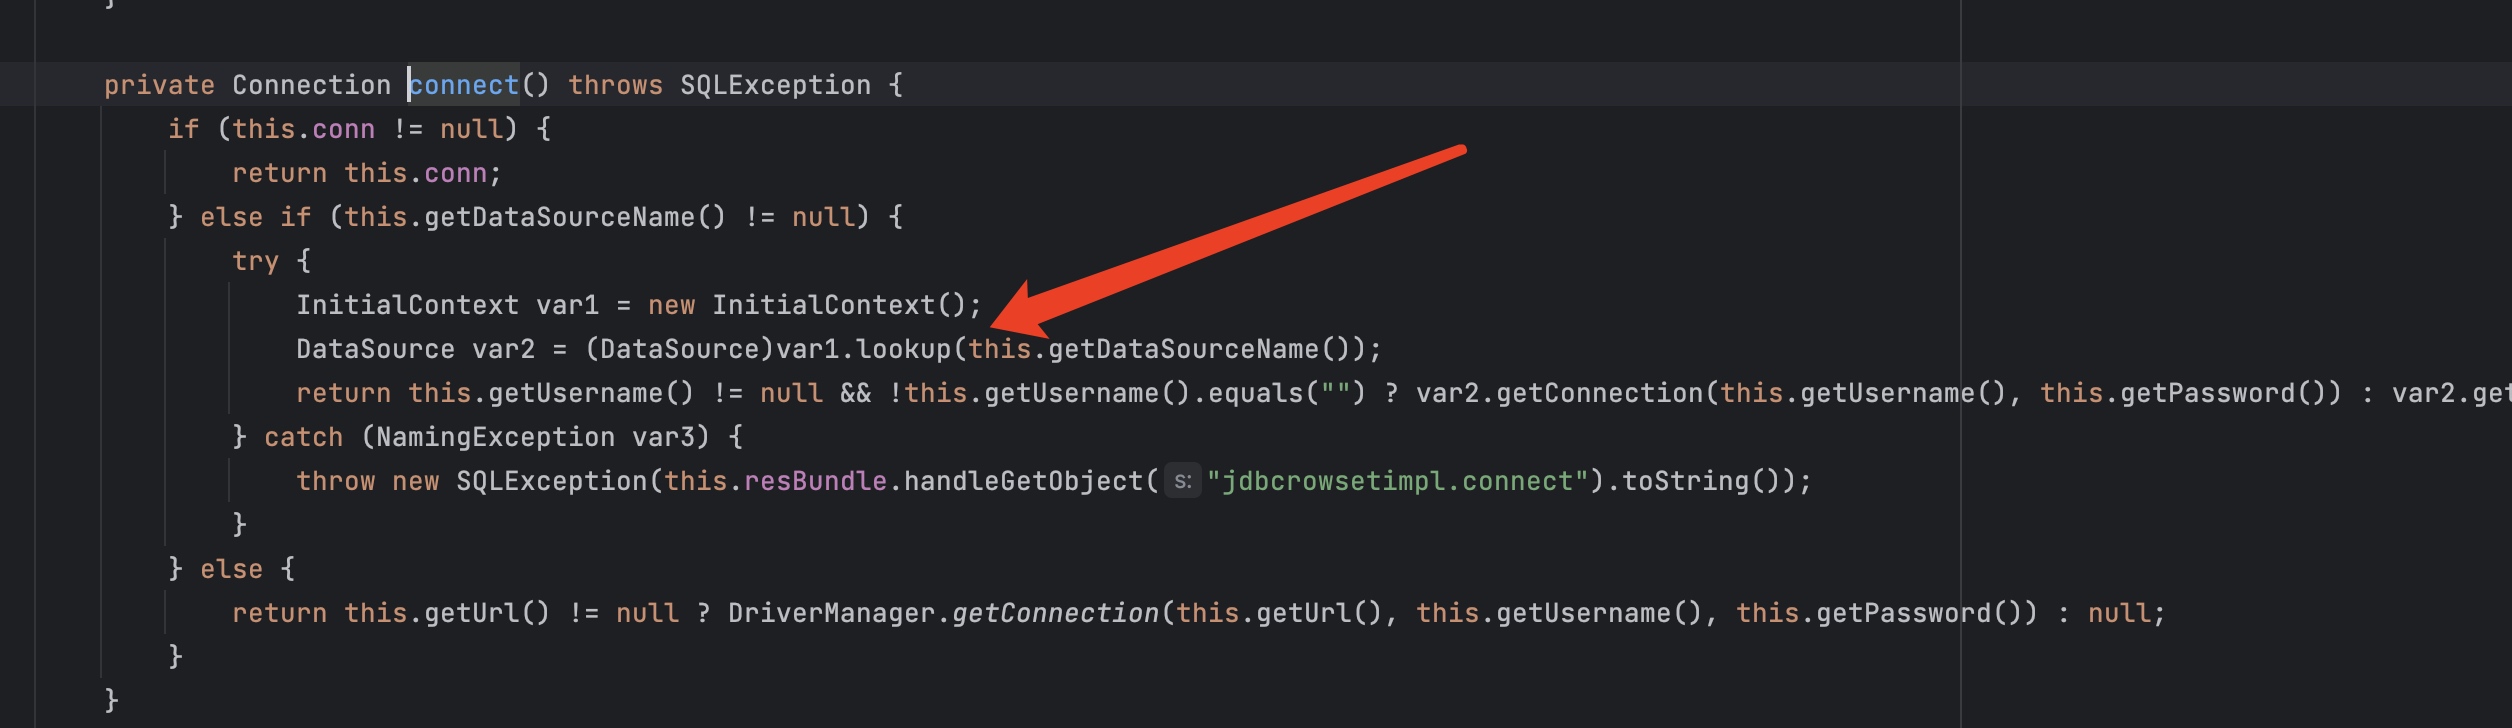 }
private Connection connect() throws SQLException {
if (this.conn != null) {
return this.conn;
} else if (this.getDataSourceName() != null) {
try {
InitialContext var1 = new InitialContext();
DataSource var2 = (DataSource)var1.lookup(this.getDataSourceName());
return this.getUsername() != null && !this.getUsername().equals("") ? var2.getConnection(this.getUsername(), this.getPassword()) : var2.get
} catch (NamingException var3) {
throw new SQLException(this.resBundle.handleGetObject( s: "jdbcrowsetimpl.connect").toString());
}
} else {
return this.getUrl() != null ? DriverManager.getConnection(this.getUrl(), this.getUsername(), this.getPassword()) : null;
}
}